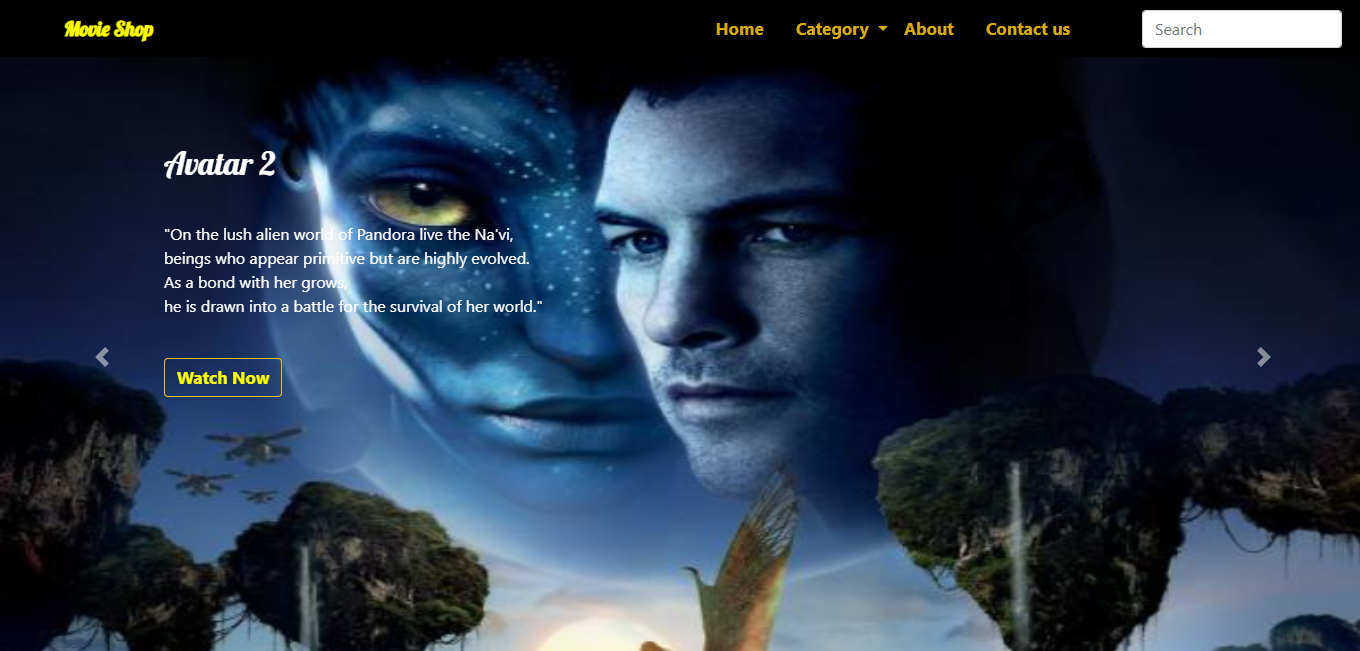 Movie Shop
Home
Category
About
Contact us
Search
Avatar 2
"On the lush alien world of Pandora live the Na'vi,
beings who appear primitive but are highly evolved.
As a bond with her grows,
he is drawn into a battle for the survival of her world."
Watch Now